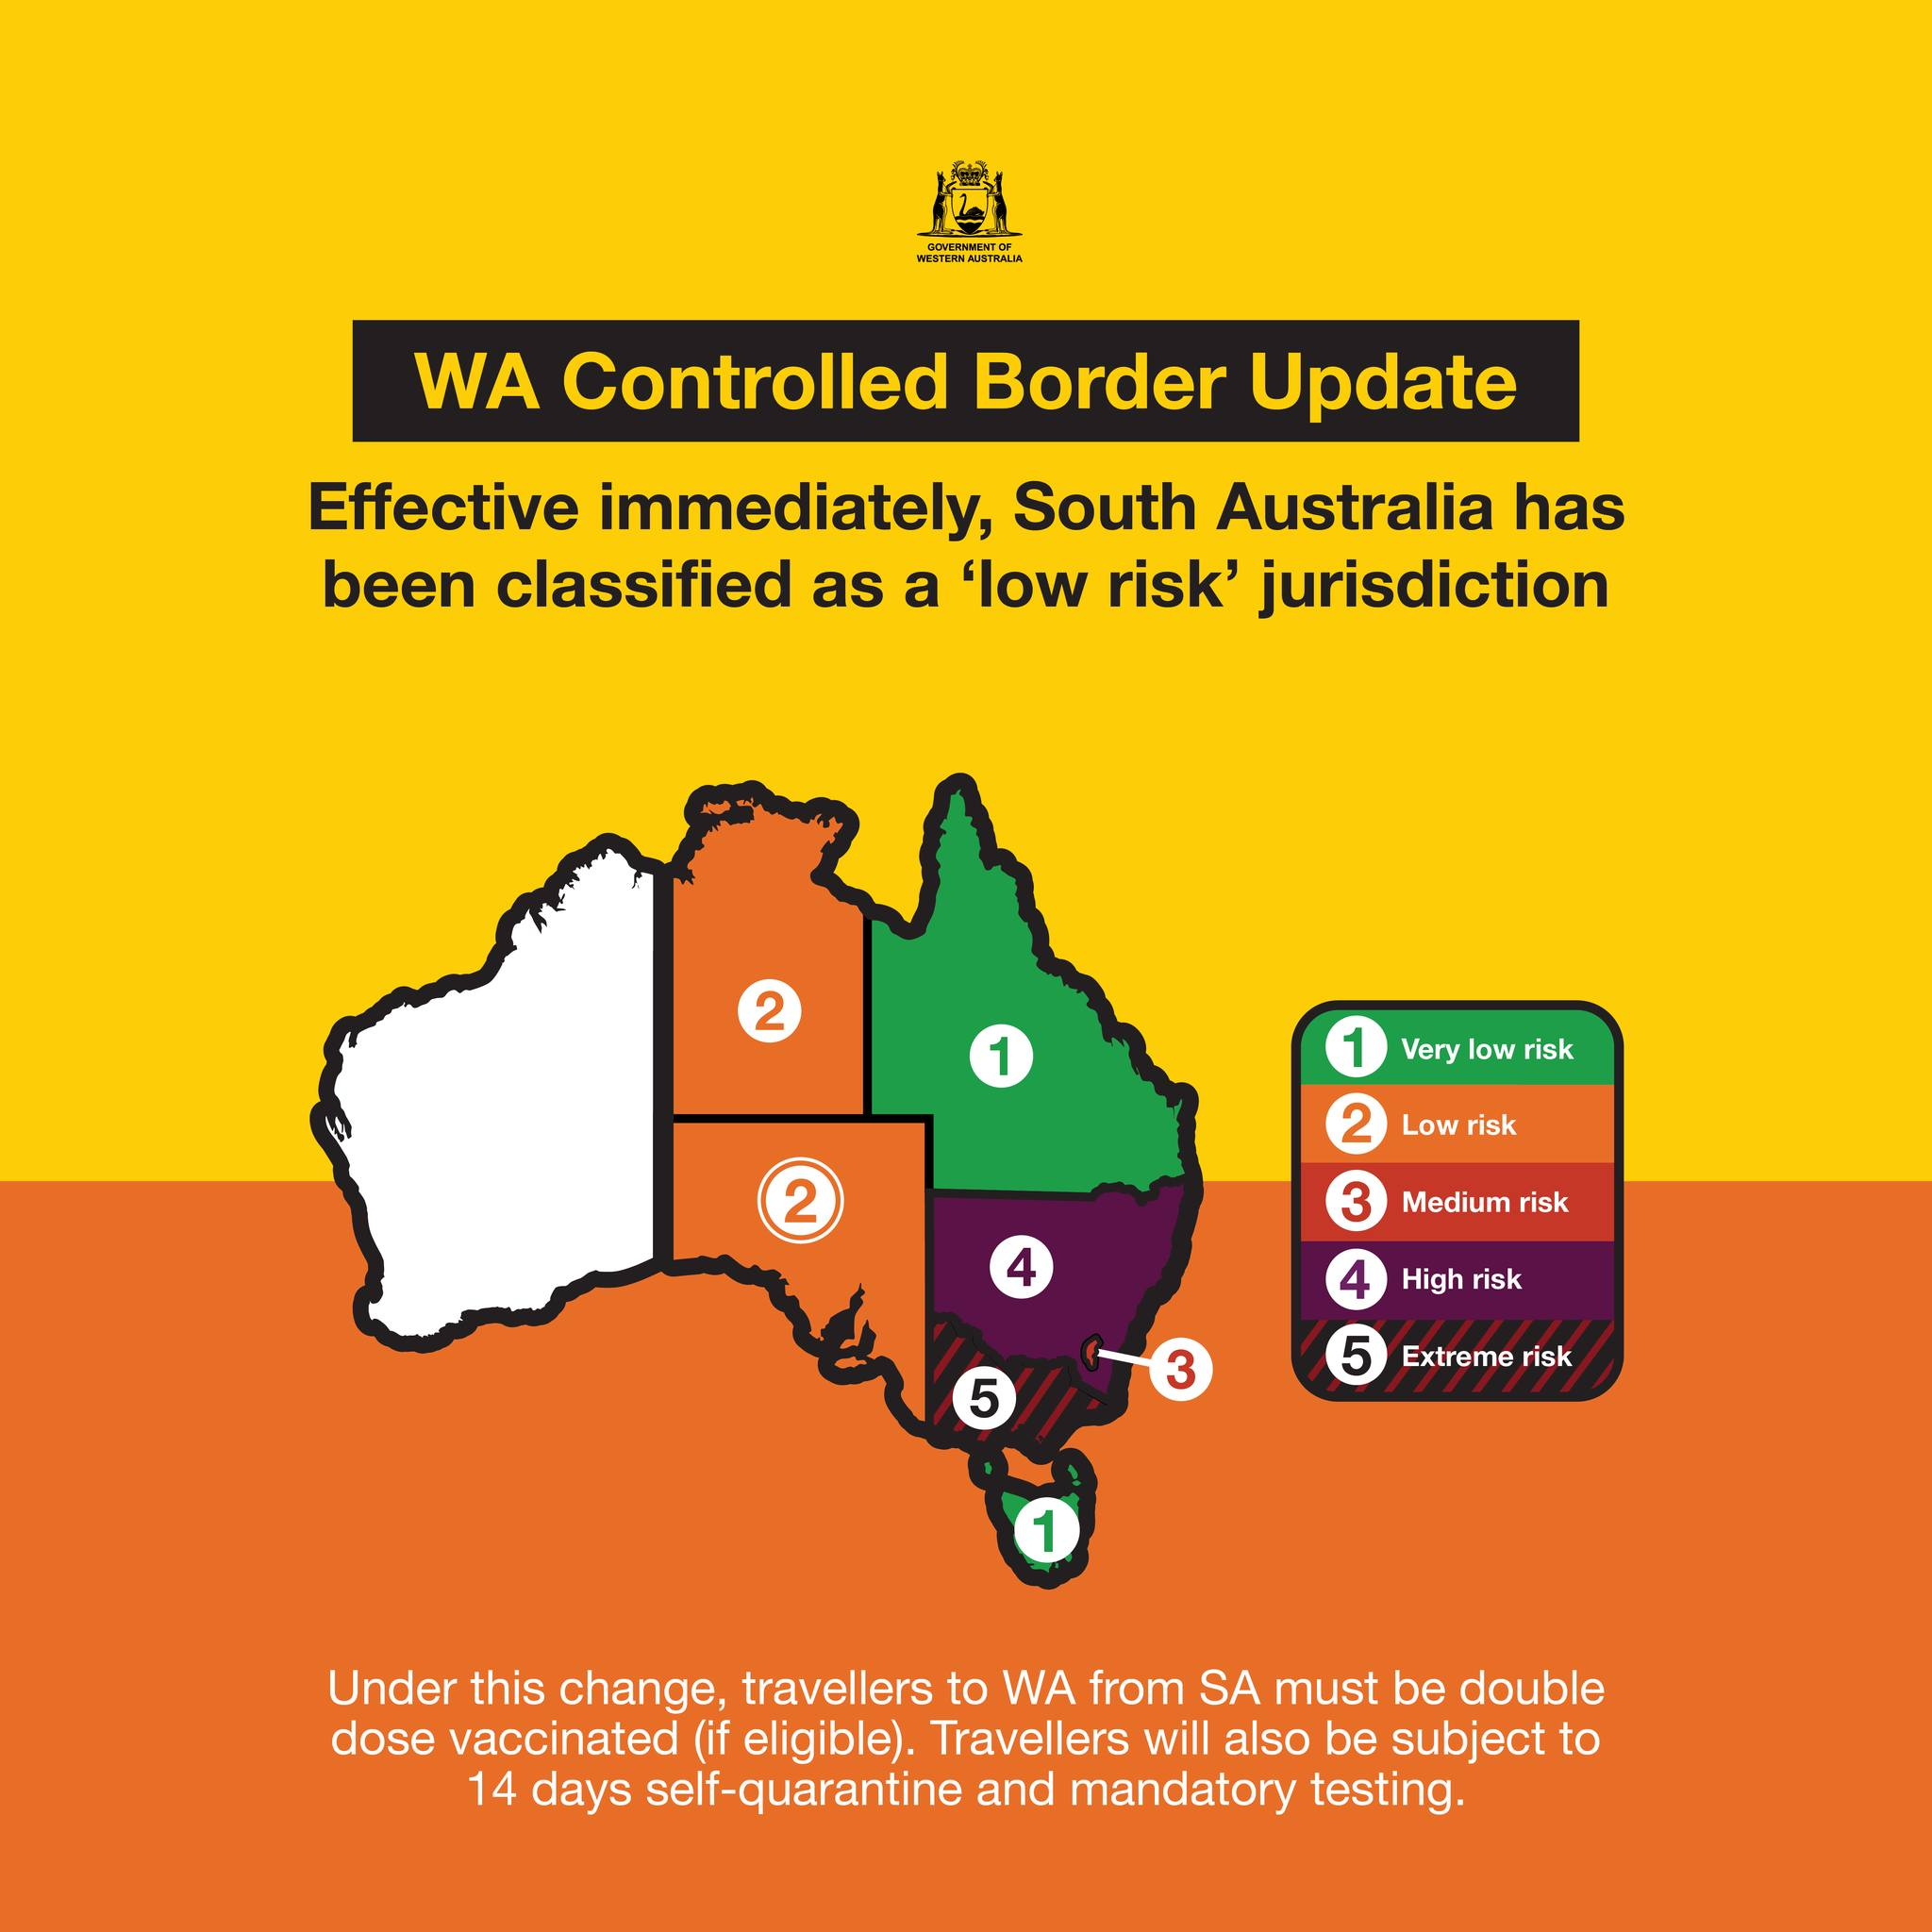 GOVERNMENT OF
WESTERN AUSTRALIA
WA Controlled Border Update
Effective immediately, South Australia has
been classified as a ‘low risk’ jurisdiction
2
1
2
4
3
5
1
1 Very low risk
2 Low risk
3 Medium risk
4 High risk
5 Extreme risk
Under this change, travellers to WA from SA must be double
dose vaccinated (if eligible). Travellers will also be subject to
14 days self-quarantine and mandatory testing.